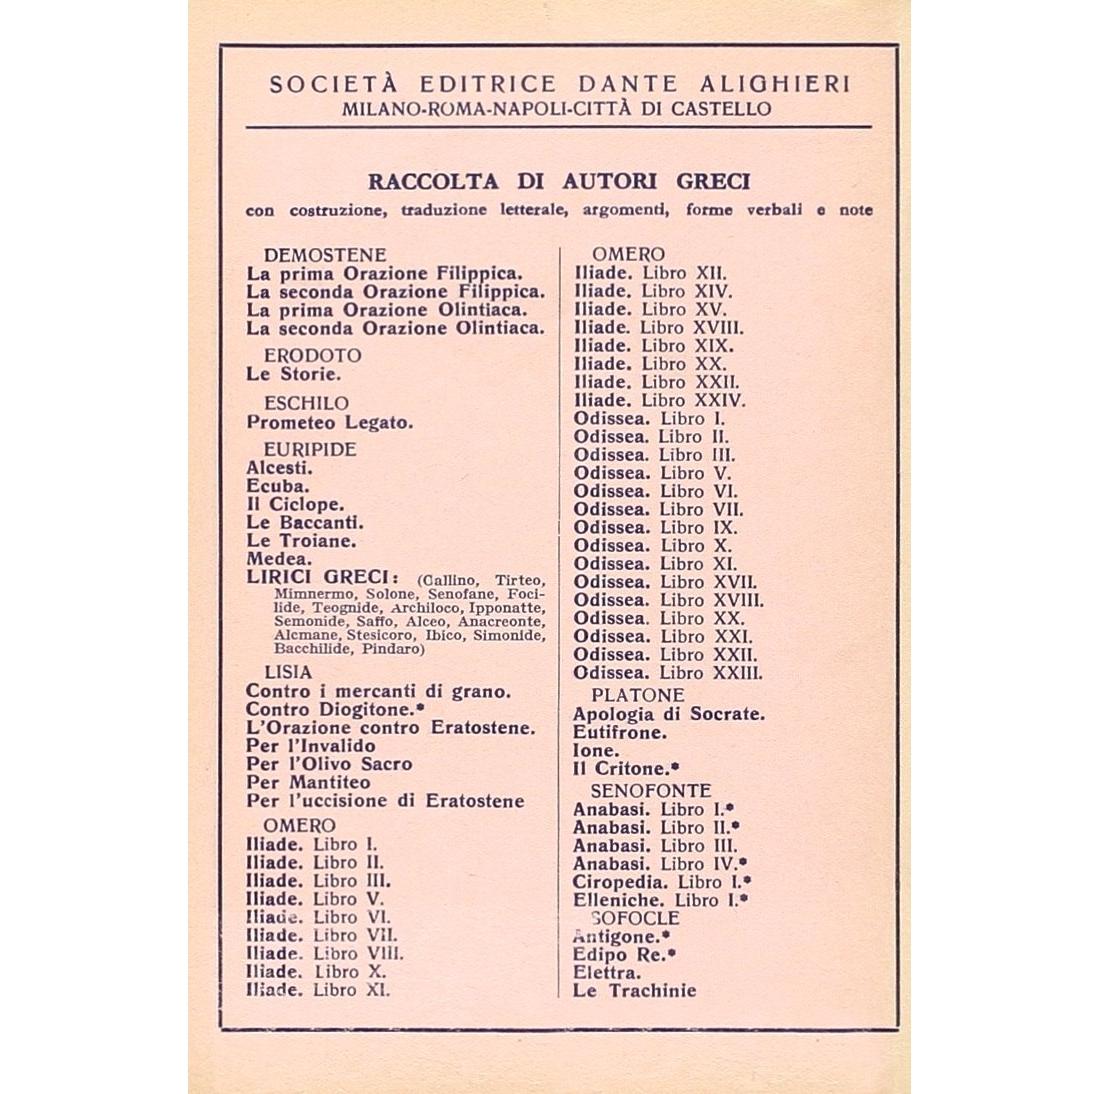 SOCIETÀ EDITRICE DANTE ALIGHIERI
MILANO-ROMA-NAPOLI-CITTÀ DI CASTELLO
RACCOLTA DI AUTORI GRECI
con costruzione, traduzione letterale, argomenti, forme verbali e note
DEMOSTENE
La prima Orazione Filippica.
La seconda Orazione Filippica.
La prima Orazione Olintiaca.
La seconda Orazione Olintiaca.
ERODOTO
Le Storie.
ESCHILO
Prometeo Legato.
EURIPIDE
Alcesti.
Ecuba.
Il Ciclope.
Le Baccanti.
Le Troiane.
Medea.
LIRICI GRECI: (Callino, Tirteo,
Mimnermo, Solone, Senofane, Foci-
lide, Teognide, Archiloco, Ipponatte,
Semonide, Saffo, Alceo, Anacreonte,
Alcmane, Stesicoro, Ibico, Simonide,
Bacchilide, Pindaro)
LISIA
Contro i mercanti di grano.
Contro Diogitone.*
L'Orazione contro Eratostene.
Per l'Invalido
Per l'Olivo Sacro
Per Mantiteo
Per l'uccisione di Eratostene
OMERO
Iliade. Libro I.
Iliade. Libro II.
Iliade. Libro III.
Iliade. Libro V.
Iliade. Libro VI.
Iliade. Libro VII.
Iliade. Libro VIII.
Iliade. Libro X.
Iliade. Libro XI.
OMERO
Iliade. Libro XII.
Iliade. Libro XIV.
Iliade. Libro XV.
Iliade. Libro XVIII.
Iliade. Libro XIX.
Iliade. Libro XX.
Iliade. Libro XXII.
Iliade. Libro XXIV.
Odissea. Libro I.
Odissea. Libro II.
Odissea. Libro III.
Odissea. Libro V.
Odissea. Libro VI.
Odissea. Libro VII.
Odissea. Libro IX.
Odissea. Libro X.
Odissea. Libro XI.
Odissea. Libro XVII.
Odissea. Libro XVIII.
Odissea. Libro XX.
Odissea. Libro XXI.
Odissea. Libro XXII.
Odissea. Libro XXIII.
PLATONE
Apologia di Socrate.
Eutifrone.
Ione.
Il Critone.*
SENOFONTE
Anabasi. Libro I.*
Anabasi. Libro II.*
Anabasi. Libro III.
Anabasi. Libro IV.*
Ciropedia. Libro I.*
Elleniche. Libro I.*
SOFOCLE
Antigone.*
Edipo Re.*
Elettra.
Le Trachinie